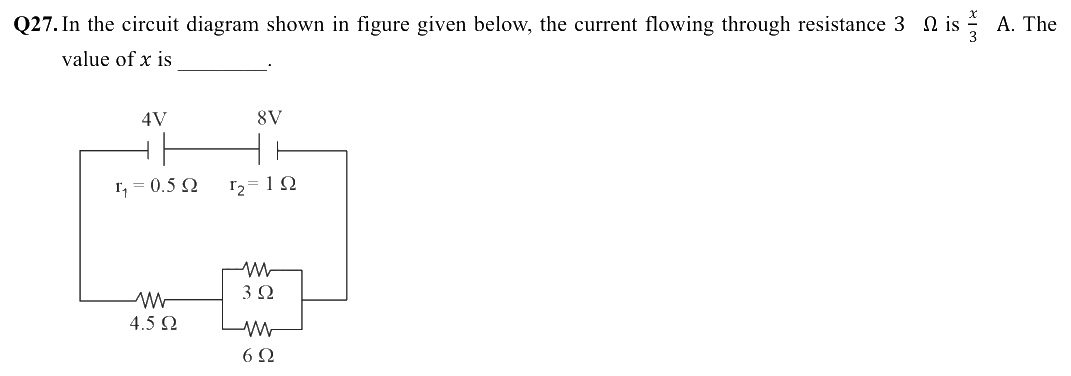 Q27. In the circuit diagram shown in figure given below, the current flowing through resistance 3 Ω is x/3 A. The
value of x is ________.
4V 8V
r₁ = 0.5 Ω r₂ = 1 Ω
3 Ω
4.5 Ω
6 Ω